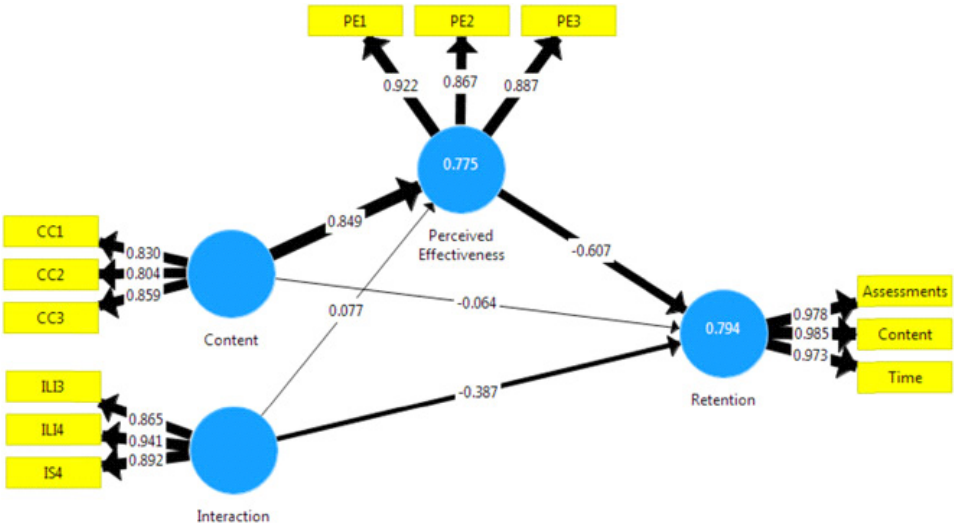 PE1 PE2 PE3
0.922 0.867 0.887
0.775
Perceived
Effectiveness
CC1
CC2
CC3
0.830
0.804
0.859
Content
0.849
-0.607
-0.064
0.077
-0.387
ILI3
ILI4
IS4
0.865
0.941
0.892
Interaction
0.794
Retention
0.978
0.985
0.973
Assessments
Content
Time